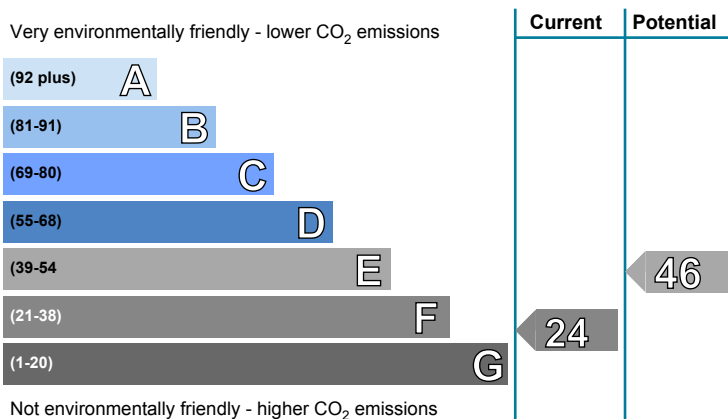 Current Potential
Very environmentally friendly - lower CO2 emissions
(92 plus) A
(81-91) B
(69-80) C
(55-68) D
(39-54 E
46
(21-38) F
24
(1-20) G
Not environmentally friendly - higher CO2 emissions